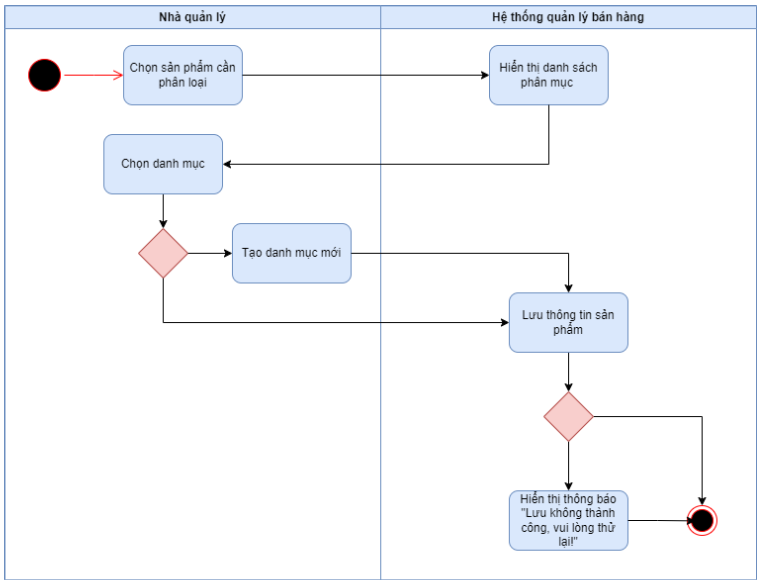 Nhà quản lý
Hệ thống quản lý bán hàng
Chọn sản phẩm cần
phân loại
Hiển thị danh sách
phân mục
Chọn danh mục
Tạo danh mục mới
Lưu thông tin sản
phẩm
Hiển thị thông báo
"Lưu không thành
công, vui lòng thử
lại!"